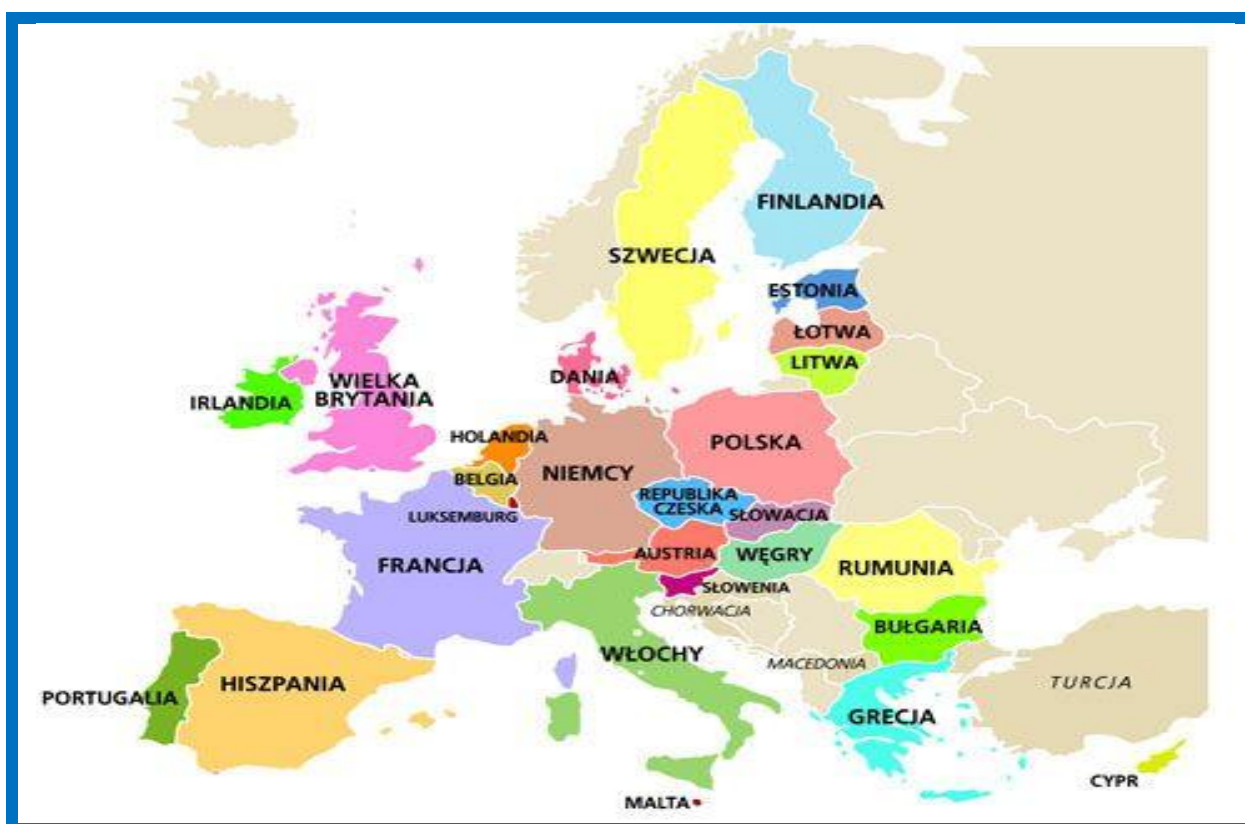 FINLANDIA
SZWECJA
ESTONIA
ŁOTWA
LITWA
DANIA
WIELKA
BRYTANIA
IRLANDIA
HOLANDIA
POLSKA
NIEMCY
BELGIA
REPUBLIKA
CZESKA
LUKSEMBURG
SŁOWACJA
AUSTRIA
WĘGRY
FRANCJA
RUMUNIA
SŁOWENIA
CHORWACJA
BUŁGARIA
WŁOCHY
MACEDONIA
HISZPANIA
PORTUGALIA
TURCJA
GRECJA
CYPR
MALTA